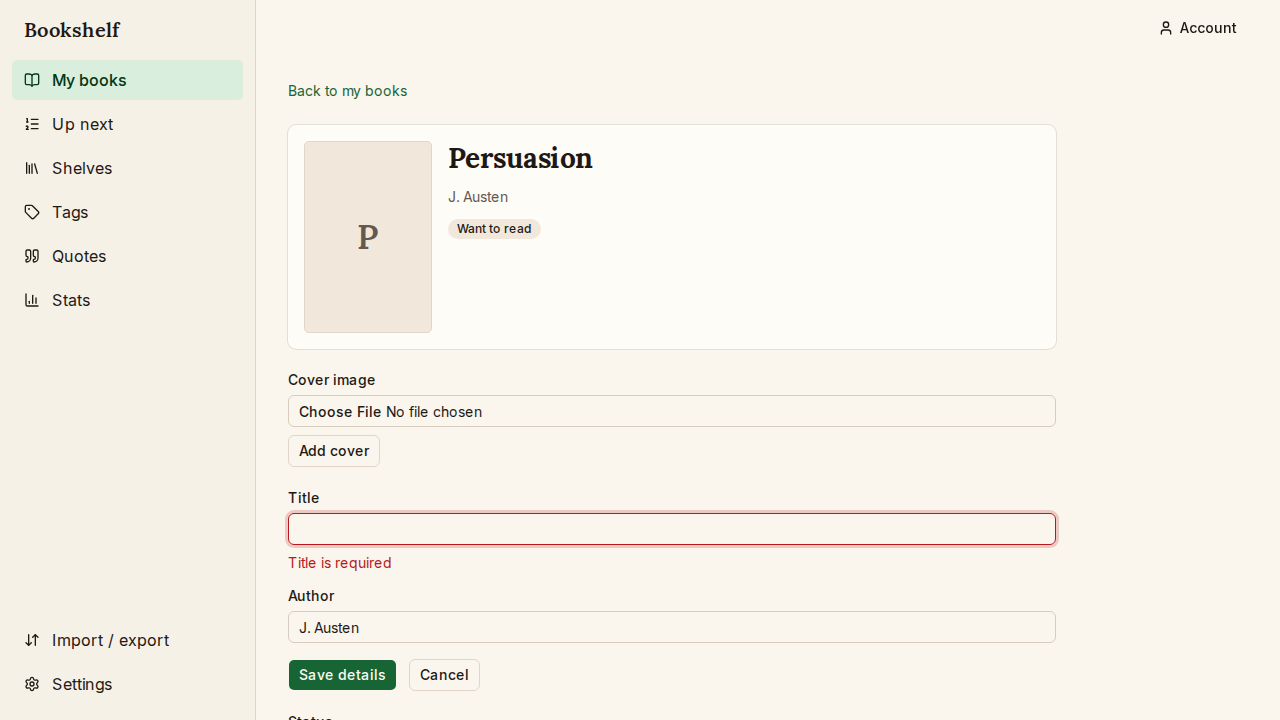 Bookshelf
My books
Up next
Shelves
Tags
Quotes
Stats
Import / export
Settings
Account
Back to my books
P
Persuasion
J. Austen
Want to read
Cover image
Choose File No file chosen
Add cover
Title
Title is required
Author
J. Austen
Save details
Cancel
Status